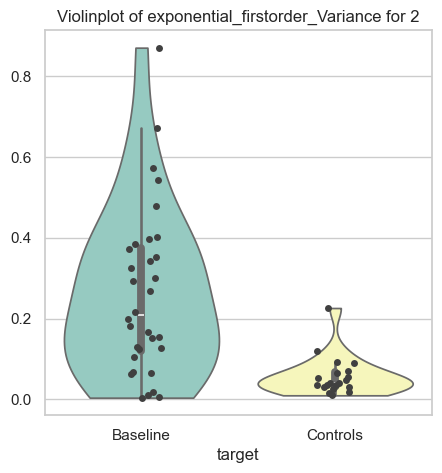 Violinplot of exponential_firstorder_Variance for 2
0.8
0.6
0.4
0.2
0.0
Baseline Controls
target